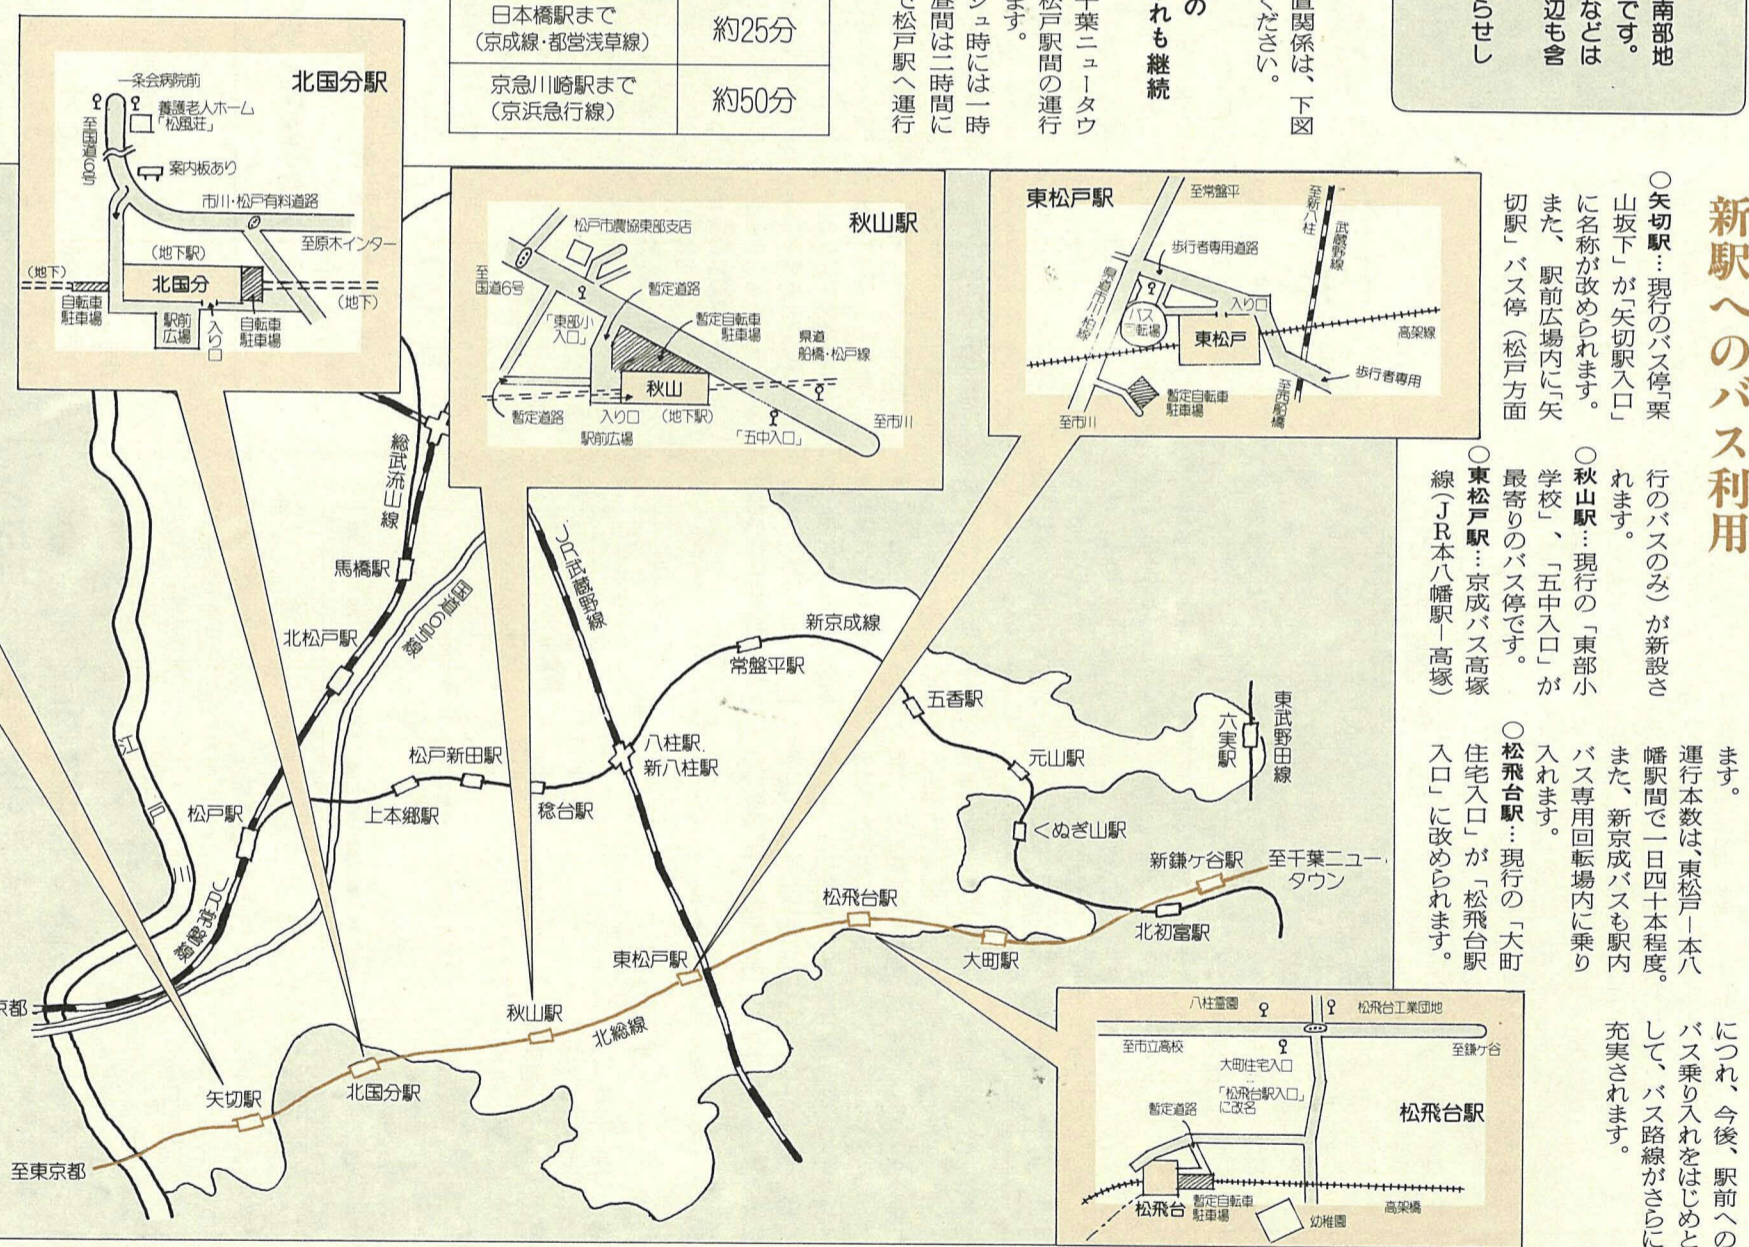 南部地
です。
などは
辺も含
らせし
置関係は、下図
ください。
の
れも継続
千葉ニュータウ
松戸駅間の運行
ます。
シュ時には一時
昼間は二時間に
で松戸駅へ運行
日本橋駅まで
(京成線・都営浅草線)
約25分
京急川崎駅まで
(京浜急行線)
約50分
新駅へのバス利用
○矢切駅…現行のバス停「栗
山坂下」が「矢切駅入口」
に名称が改められます。
また、駅前広場内に「矢
切駅」バス停(松戸方面
行のバスのみ)が新設さ
れます。
○秋山駅…現行の「東部小
学校」、「五中入口」が
最寄りのバス停です。
○東松戸駅…京成バス高塚
線(JR本八幡駅―高塚)
ます。
運行本数は、東松戸―本八
幡駅間で一日四十本程度。
また、新京成バスも駅内
バス専用回転場内に乗り
入れます。
○松飛台駅…現行の「大町
住宅入口」が「松飛台駅
入口」に改められます。
につれ、今後、駅前への
バス乗り入れをはじめと
して、バス路線がさらに
充実されます。
北国分駅
一条会病院前
養護老人ホーム
「松風荘」
至国道6号
案内板あり
市川・松戸有料道路
至原木インター
(地下駅)
(地下)
北国分
(地下)
自転車
駐車場
駅前
広場
入り口
自転車
駐車場
秋山駅
松戸市農協東部支店
至
国道6号
暫定道路
「東部小
入口」
暫定自転車
駐車場
県道
船橋・松戸線
秋山
暫定道路
入り口
(地下駅)
駅前広場
「五中入口」
至市川
東松戸駅
至常盤平
至新八柱
武蔵野線
歩行者専用道路
県道市川・柏線
バス
回転場
入り口
東松戸
高架線
歩行者専用
暫定自転車
駐車場
至市川
至西船橋
総武流山線
馬橋駅
北松戸駅
国道6号線
JR武蔵野線
新京成線
常盤平駅
五香駅
東武野田線
六実駅
八柱駅
新八柱駅
元山駅
松戸新田駅
松戸駅
上本郷駅
稔台駅
くぬぎ山駅
新鎌ケ谷駅
至千葉ニュー
タウン
江戸川
JR常磐線
松飛台駅
北初富駅
大町駅
東松戸駅
秋山駅
北総線
京都
矢切駅
北国分駅
至東京都
八柱霊園
松飛台工業団地
至市立高校
至鎌ケ谷
大町住宅入口
「松飛台駅入口」
に改名
暫定道路
松飛台駅
松飛台
暫定自転車
駐車場
幼稚園
高架橋